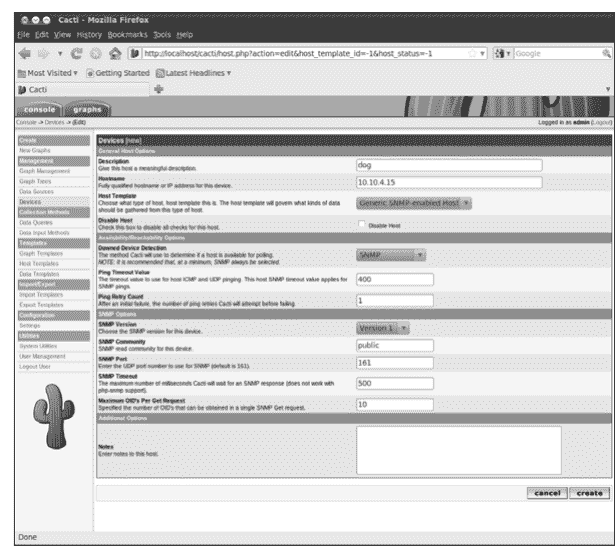 Cacti - Mozilla Firefox
File Edit View History Bookmarks Tools Help
http://localhost/cacti/host.php?action=edit&host_template_id=-1&host_status=-1
Google
Most Visited Getting Started Latest Headlines
Cacti
console graphs
Console -> Devices -> (Edit)
Logged in as admin (Logout)
Create
New Graphs
Management
Graph Management
Graph Trees
Data Sources
Devices
Collection Methods
Data Queries
Data Input Methods
Templates
Graph Templates
Host Templates
Data Templates
Import/Export
Import Templates
Export Templates
Configuration
Settings
Utilities
System Utilities
User Management
Logout User
Devices [new]
General Host Options
Description
Give this host a meaningful description.
dog
Hostname
Fully qualified hostname or IP address for this device.
10.10.4.15
Host Template
Choose what type of host, host template this is. The host template will govern what kinds of data
should be gathered from this type of host.
Generic SNMP-enabled Host
Disable Host
Check this box to disable all checks for this host.
Disable Host
Availability/Reachability Options
Downed Device Detection
The method Cacti will use to determine if a host is available for polling.
NOTE: It is recommended that, at a minimum, SNMP always be selected.
SNMP
Ping Timeout Value
The timeout value to use for host ICMP and UDP pinging. This host SNMP timeout value applies for
SNMP pings.
400
Ping Retry Count
After an initial failure, the number of ping retries Cacti will attempt before failing.
1
SNMP Options
SNMP Version
Choose the SNMP version for this device.
Version 1
SNMP Community
SNMP read community for this device.
public
SNMP Port
Enter the UDP port number to use for SNMP (default is 161).
161
SNMP Timeout
The maximum number of milliseconds Cacti will wait for an SNMP response (does not work with
php-snmp support).
500
Maximum OID's Per Get Request
Specified the number of OID's that can be obtained in a single SNMP Get request.
10
Additional Options
Notes
Enter notes to this host.
cancel create
Done